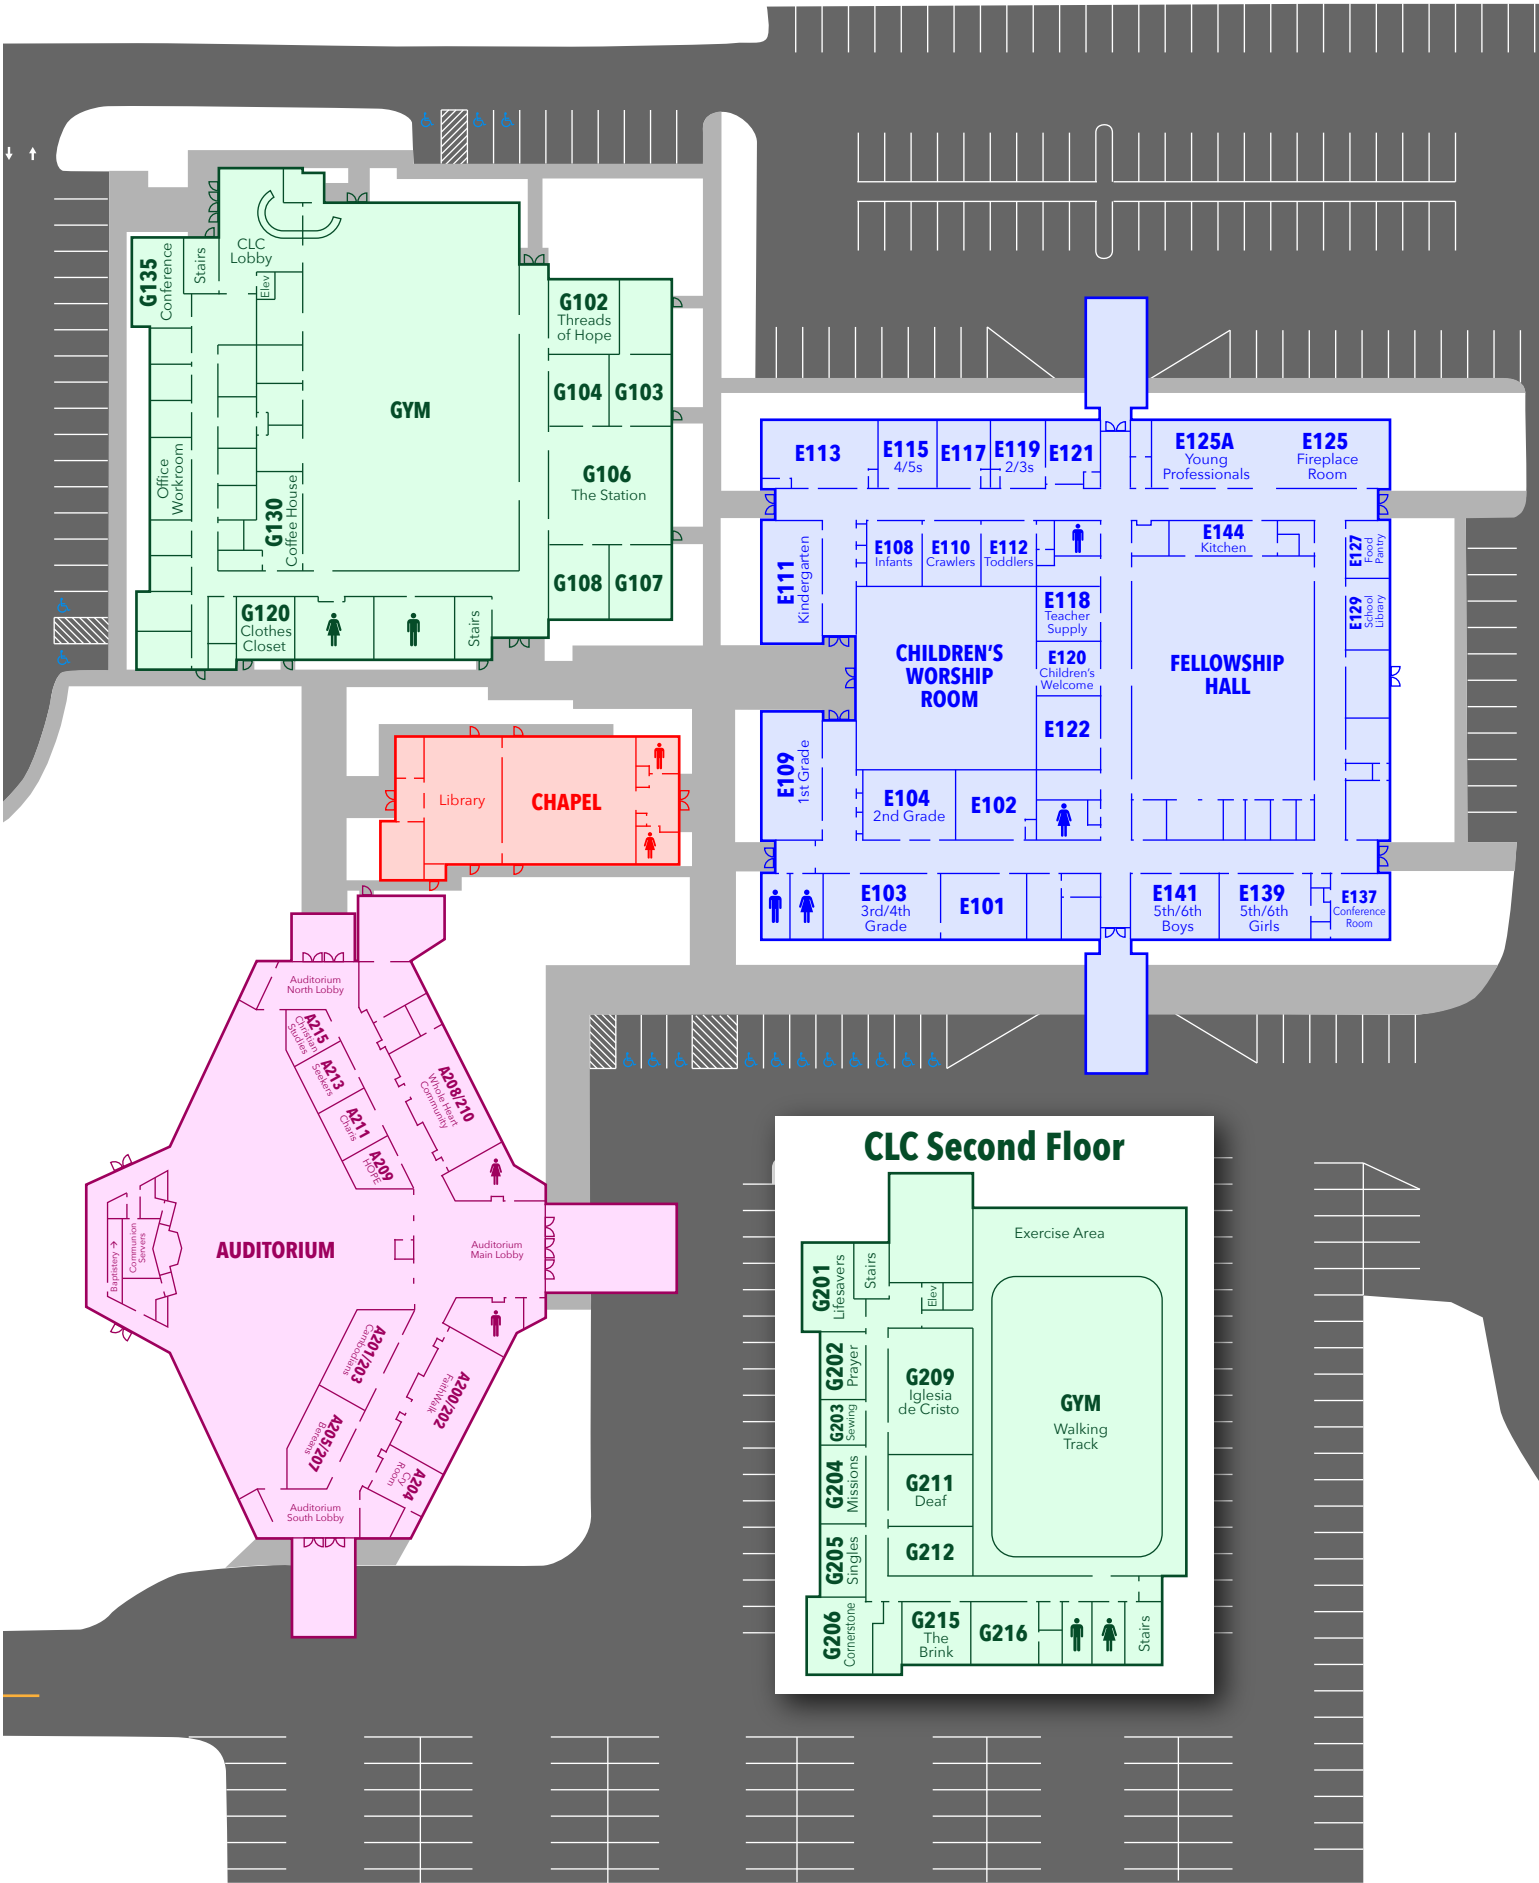 CLC
Lobby
Stairs
Elev
G135
Conference
G102
Threads
of Hope
G104
G103
GYM
G106
The Station
Office
Workroom
G130
Coffee House
G108
G107
G120
Clothes
Closet
Stairs
E113
E115
4/5s
E117
E119
2/3s
E121
E125A
Young
Professionals
E125
Fireplace
Room
E111
Kindergarten
E108
Infants
E110
Crawlers
E112
Toddlers
E144
Kitchen
E127
Food
Pantry
E118
Teacher
Supply
E129
School
Library
CHILDREN'S
WORSHIP
ROOM
E120
Children's
Welcome
FELLOWSHIP
HALL
E122
E109
1st Grade
E104
2nd Grade
E102
E103
3rd/4th
Grade
E101
E141
5th/6th
Boys
E139
5th/6th
Girls
E137
Conference
Room
Library
CHAPEL
Auditorium
North Lobby
A215
Christian
Studies
A213
Seekers
A211
Charis
A209
HOPE
A208/210
Whole Heart
Community
Baptistery →
Communion
Servers
AUDITORIUM
Auditorium
Main Lobby
A201/203
Cambodians
A205/207
Bereans
A200/202
FaithWalk
A204
Cry
Room
Auditorium
South Lobby
CLC Second Floor
Exercise Area
G201
Lifesavers
Stairs
Elev
G202
Prayer
G209
Iglesia
de Cristo
GYM
Walking
Track
G203
Sewing
G204
Missions
G211
Deaf
G205
Singles
G212
G206
Cornerstone
G215
The
Brink
G216
Stairs